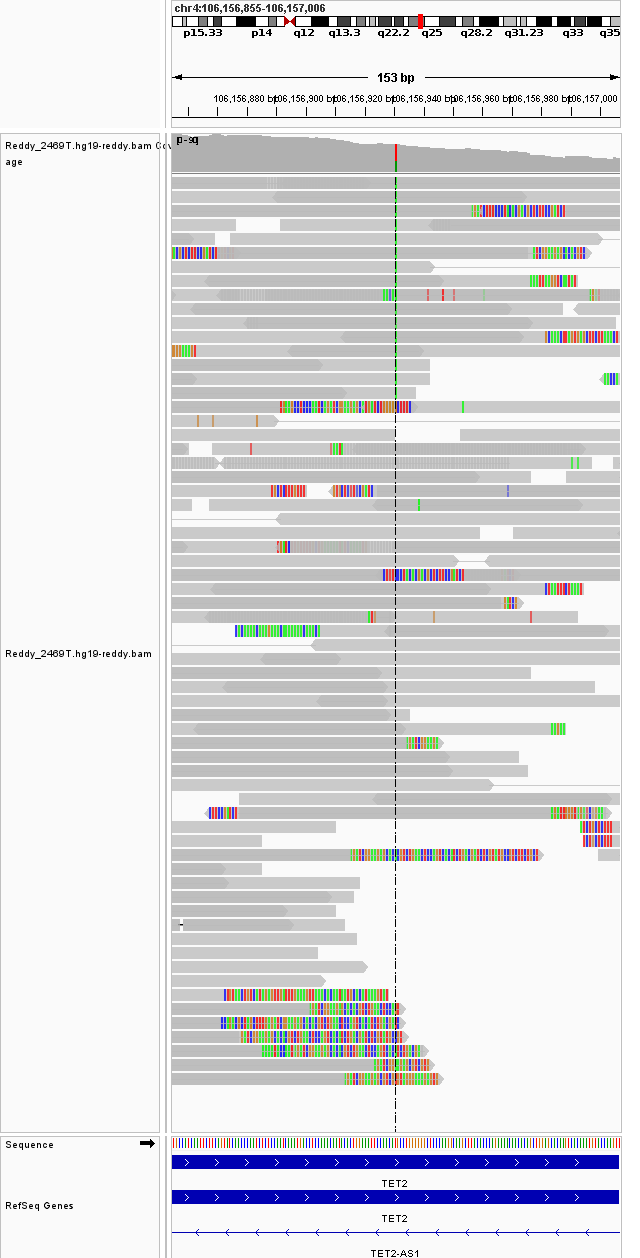 chr4:106,156,855-106,157,006
p15.33 p14 q12 q13.3 q22.2 q25 q28.2 q31.23 q33 q35
153 bp
106,156,880 bp 106,156,900 bp 106,156,920 bp 106,156,940 bp 106,156,960 bp 106,156,980 bp 106,157,000
Reddy_2469T.hg19-reddy.bam Cov
age
Reddy_2469T.hg19-reddy.bam
Sequence
TET2
RefSeq Genes
TET2
TET2-AS1